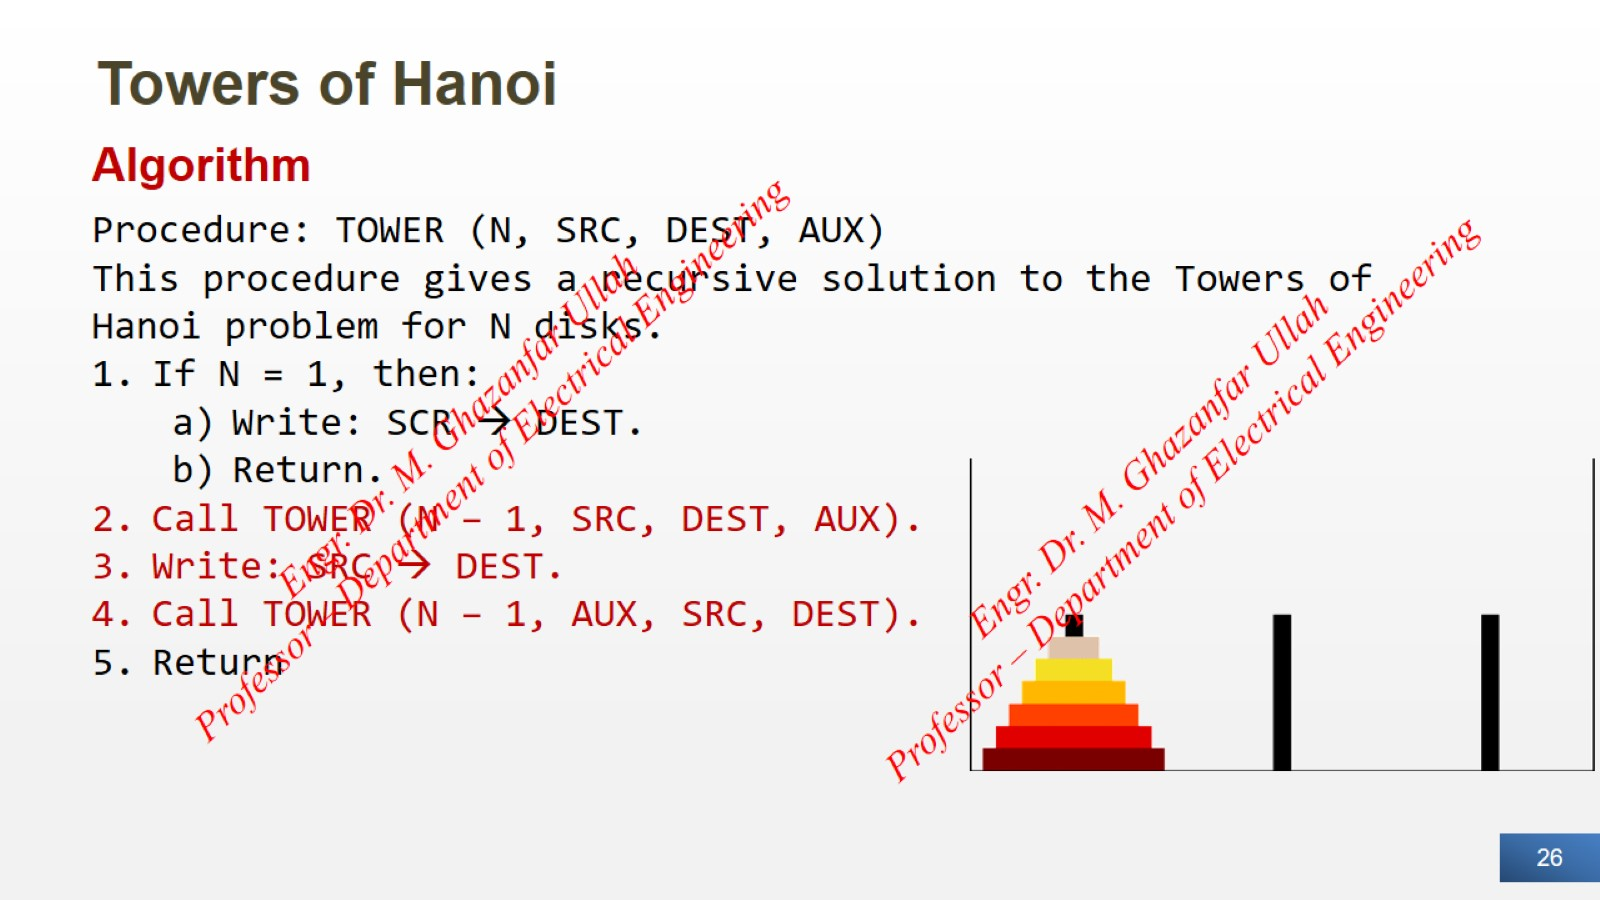 Towers of Hanoi
Algorithm
Procedure: TOWER (N, SRC, DEST, AUX)
This procedure gives a recursive solution to the Towers of
Hanoi problem for N disks.
1. If N = 1, then:
a) Write: SCR → DEST.
b) Return.
2. Call TOWER (N – 1, SRC, DEST, AUX).
3. Write: SRC → DEST.
4. Call TOWER (N – 1, AUX, SRC, DEST).
5. Return
Engr. Dr. M. Ghazanfar Ullah
Professor – Department of Electrical Engineering
Engr. Dr. M. Ghazanfar Ullah
Professor – Department of Electrical Engineering
26